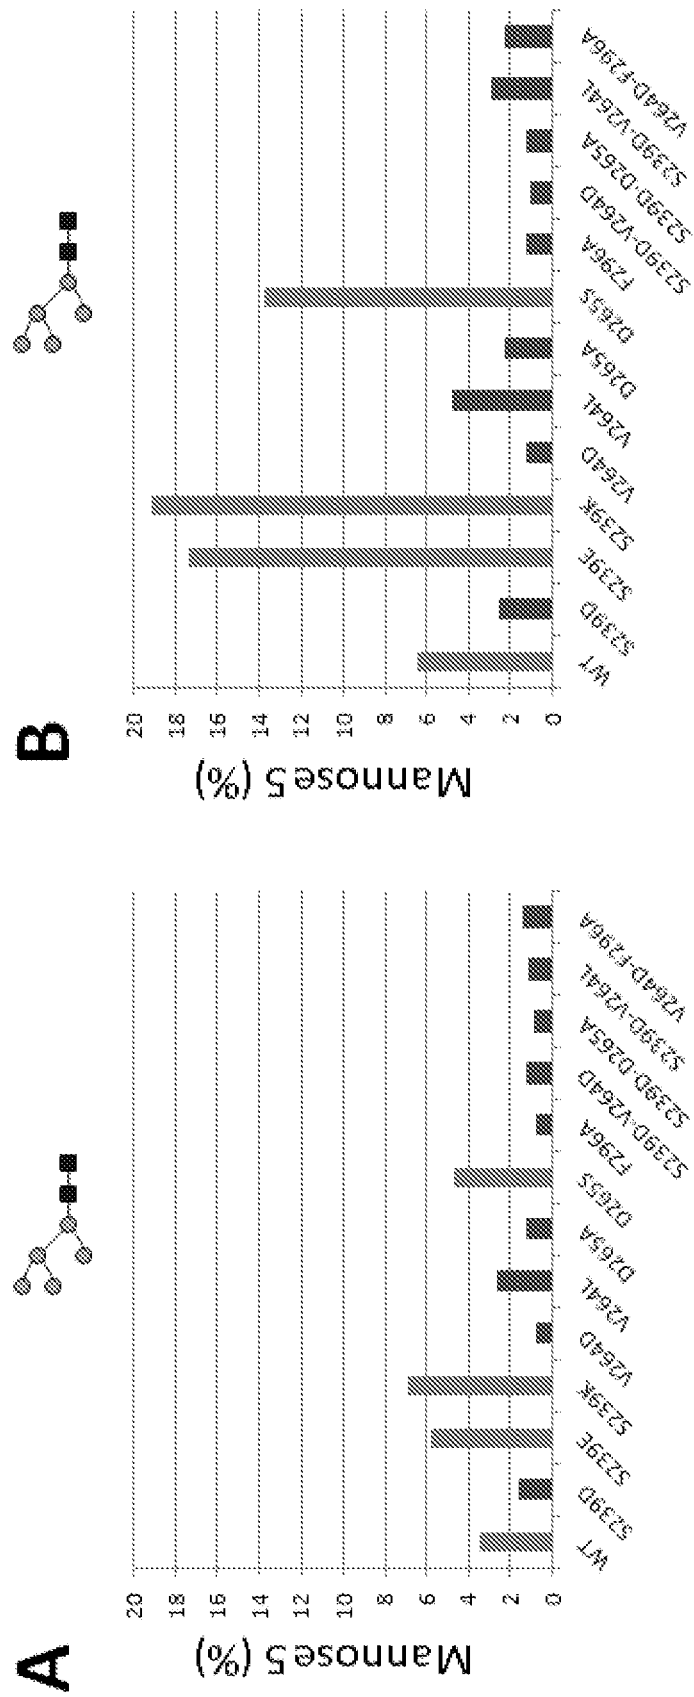 A
Mannose 5 (%)
20
18
16
14
12
10
8
6
4
2
0
WT
S239D
S239E
S239K
V264D
V264L
D265A
D265S
F296A
S239D-V264D
S239D-D265A
S239D-V264L
V264D-F296A
B
Mannose 5 (%)
20
18
16
14
12
10
8
6
4
2
0
WT
S239D
S239E
S239K
V264D
V264L
D265A
D265S
F296A
S239D-V264D
S239D-D265A
S239D-V264L
V264D-F296A